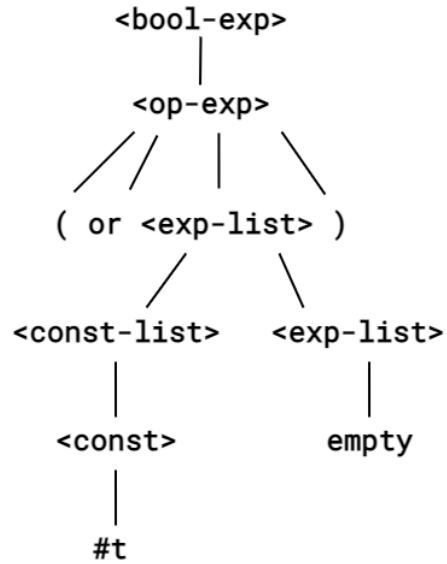 <bool-exp>
<op-exp>
( or <exp-list> )
<const-list> <exp-list>
<const> empty
#t